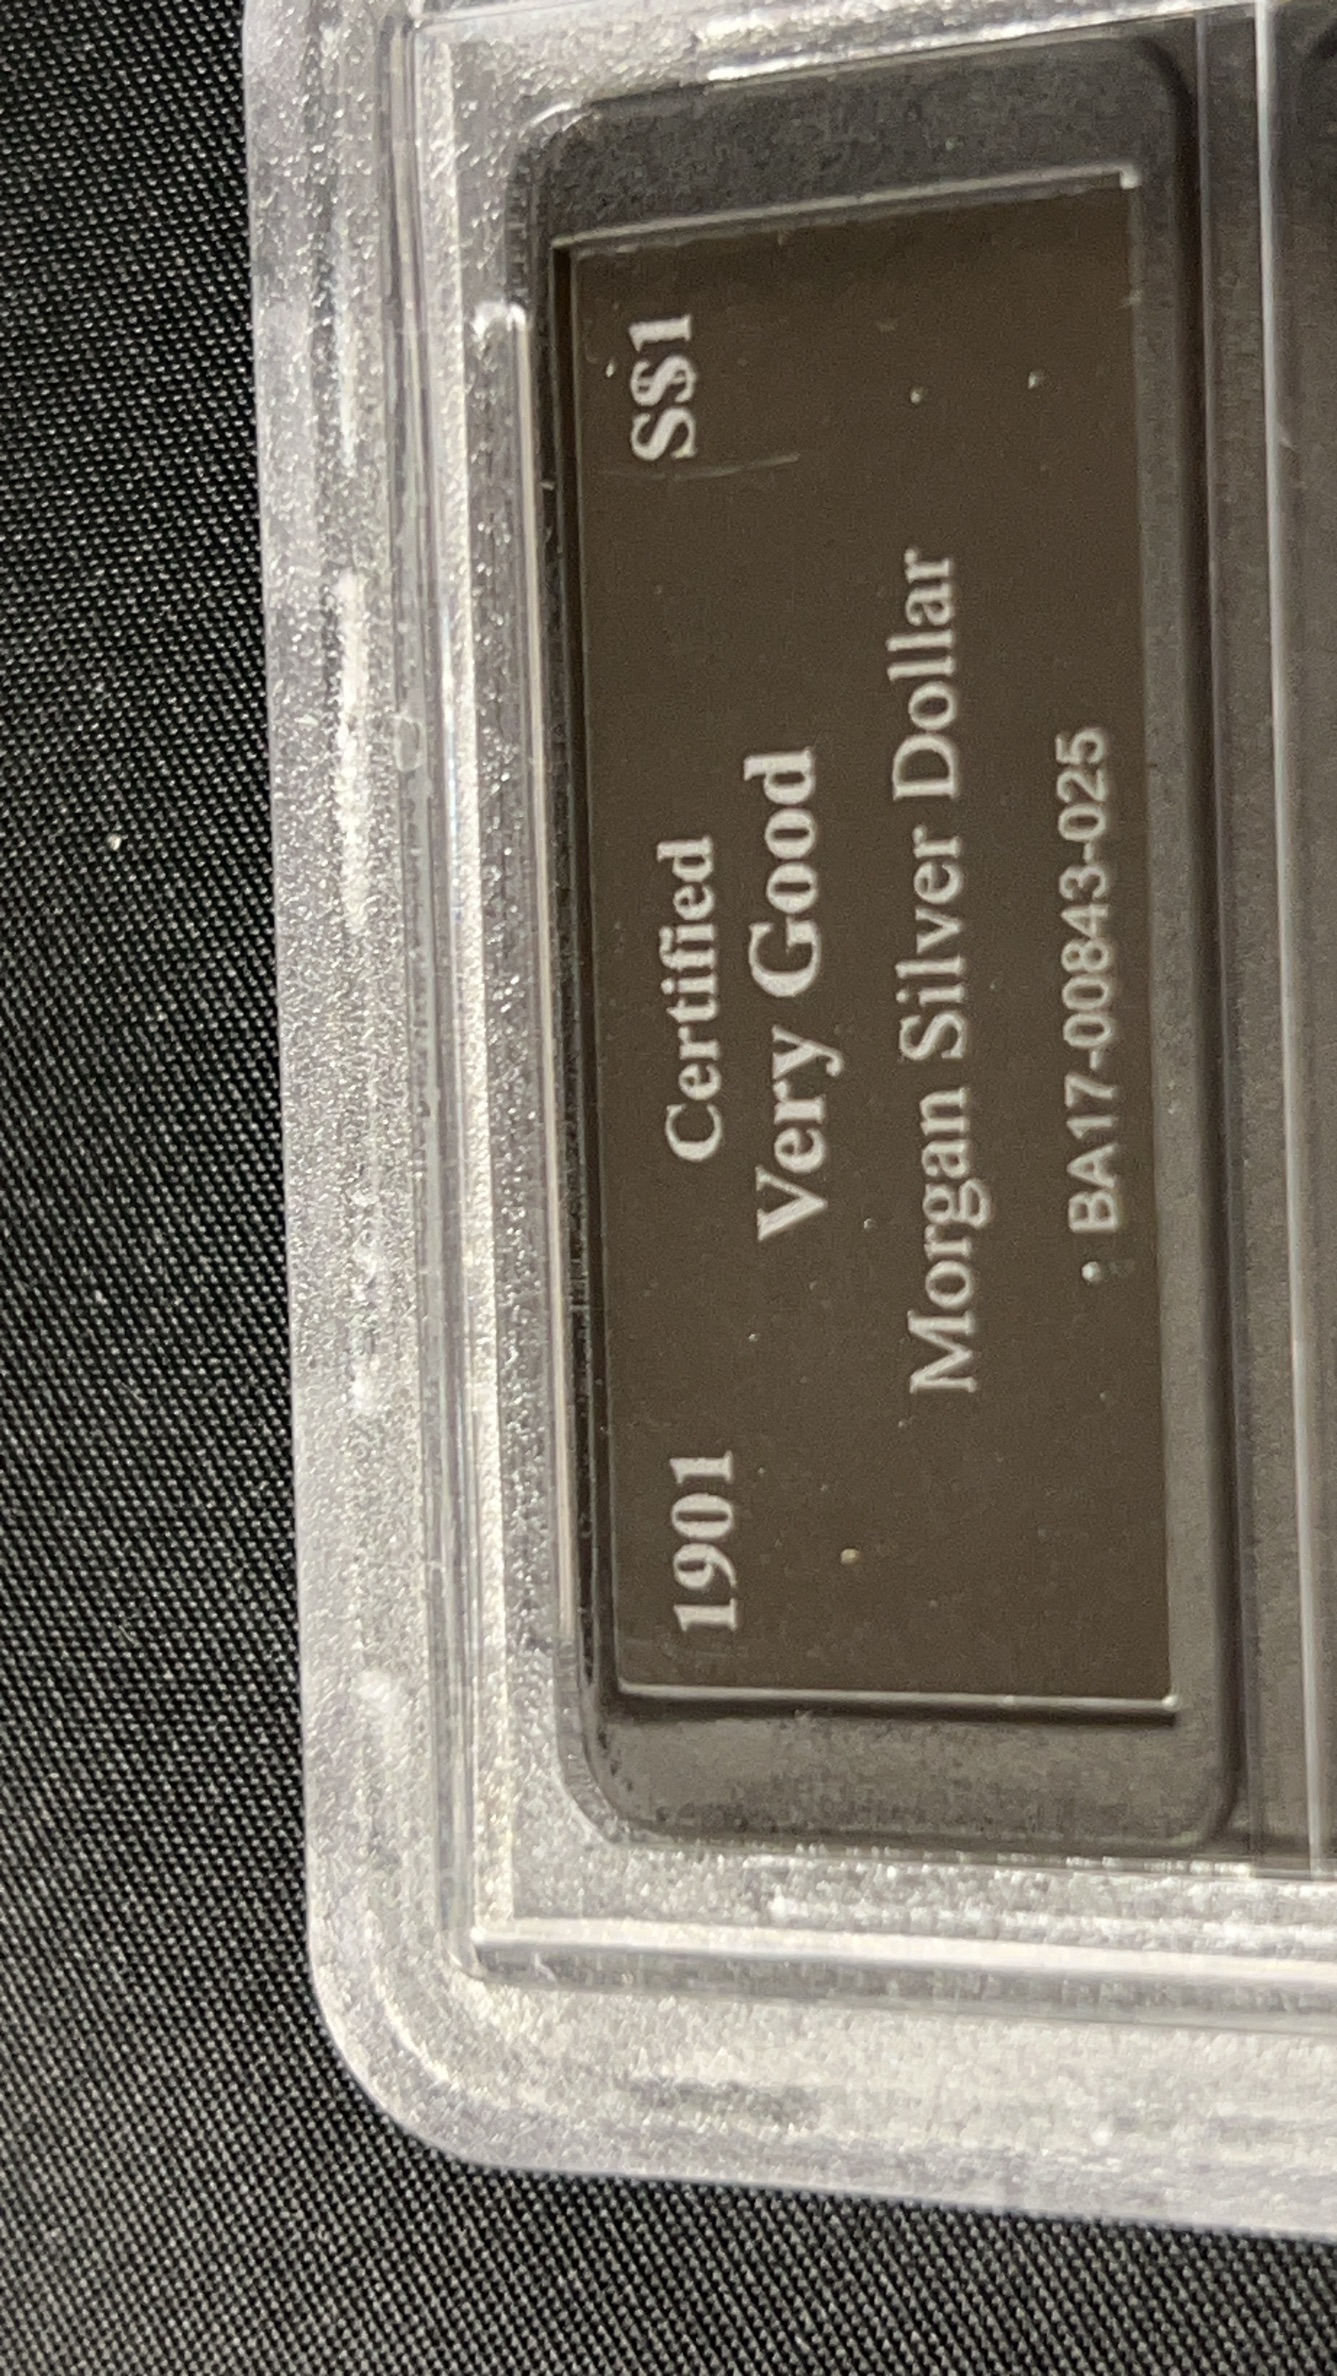 1901 Certified S$1
Very Good
Morgan Silver Dollar
BA17-00843-025